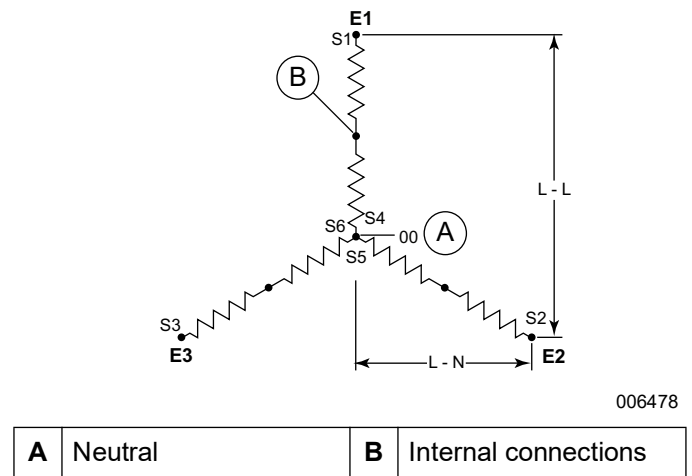 E1
S1
B
L - L
S4
S6
00
A
S5
S3
S2
E3
L - N
E2
006478
A Neutral B Internal connections